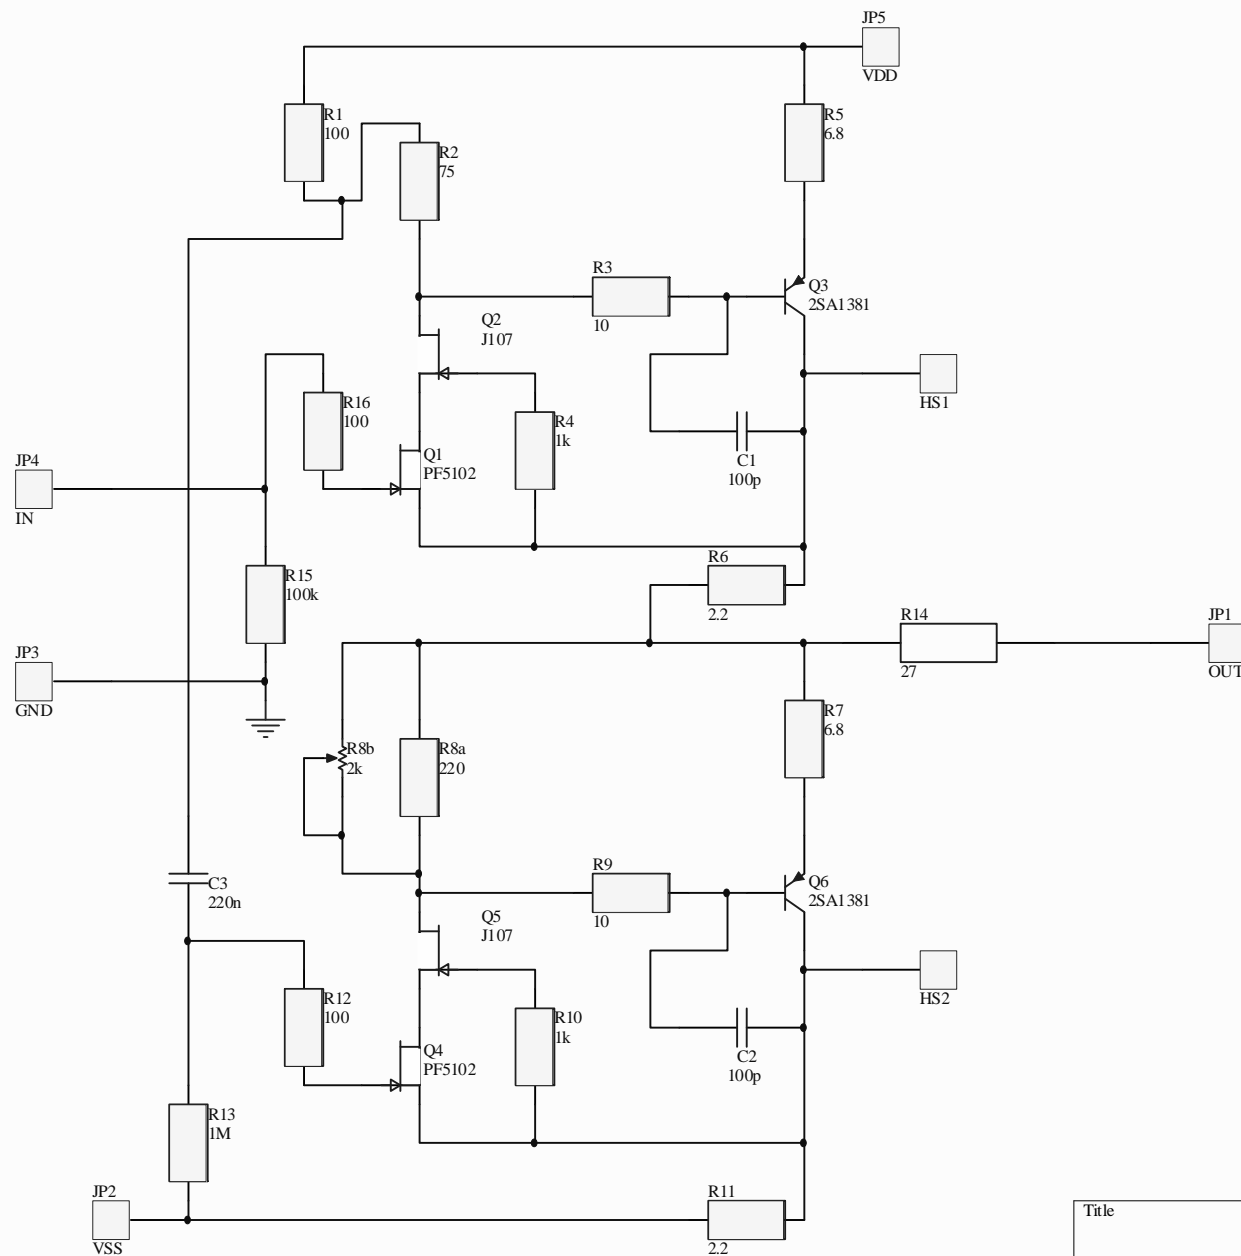 JP5
VDD
R1
100
R2
75
R5
6.8
R3
10
Q3
2SA1381
Q2
J107
HS1
R16
100
R4
1k
C1
100p
Q1
PF5102
JP4
IN
R15
100k
R6
2.2
R14
27
JP1
OUT
JP3
GND
R7
6.8
R8b
2k
R8a
220
R9
10
Q6
2SA1381
C3
220n
Q5
J107
HS2
R12
100
R10
1k
C2
100p
Q4
PF5102
R13
1M
JP2
VSS
R11
2.2
Title